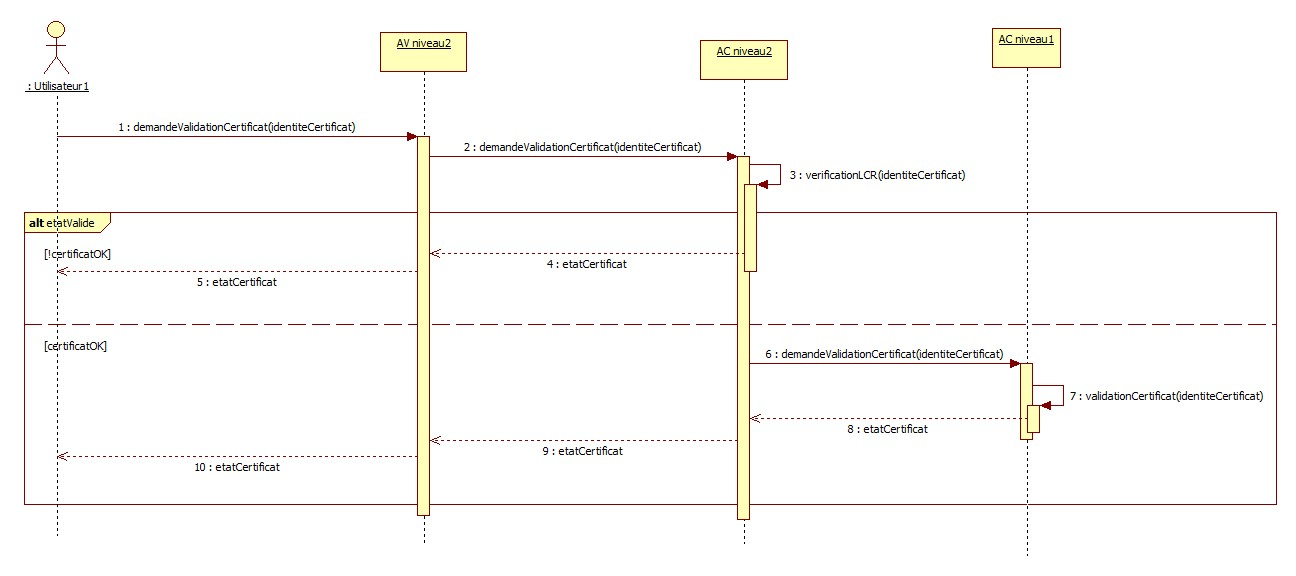 AV niveau2
AC niveau2
AC niveau1
: Utilisateur1
1 : demandeValidationCertificat(identiteCertificat)
2 : demandeValidationCertificat(identiteCertificat)
3 : verificationLCR(identiteCertificat)
alt etatValide
[!certificatOK]
4 : etatCertificat
5 : etatCertificat
[certificatOK]
6 : demandeValidationCertificat(identiteCertificat)
7 : validationCertificat(identiteCertificat)
8 : etatCertificat
9 : etatCertificat
10 : etatCertificat